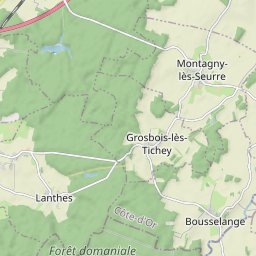 Montagny-
lès-Seurre
Grosbois-lès-
Tichey
Lanthes
Côte-d'Or
Bousselange
Forêt domaniale